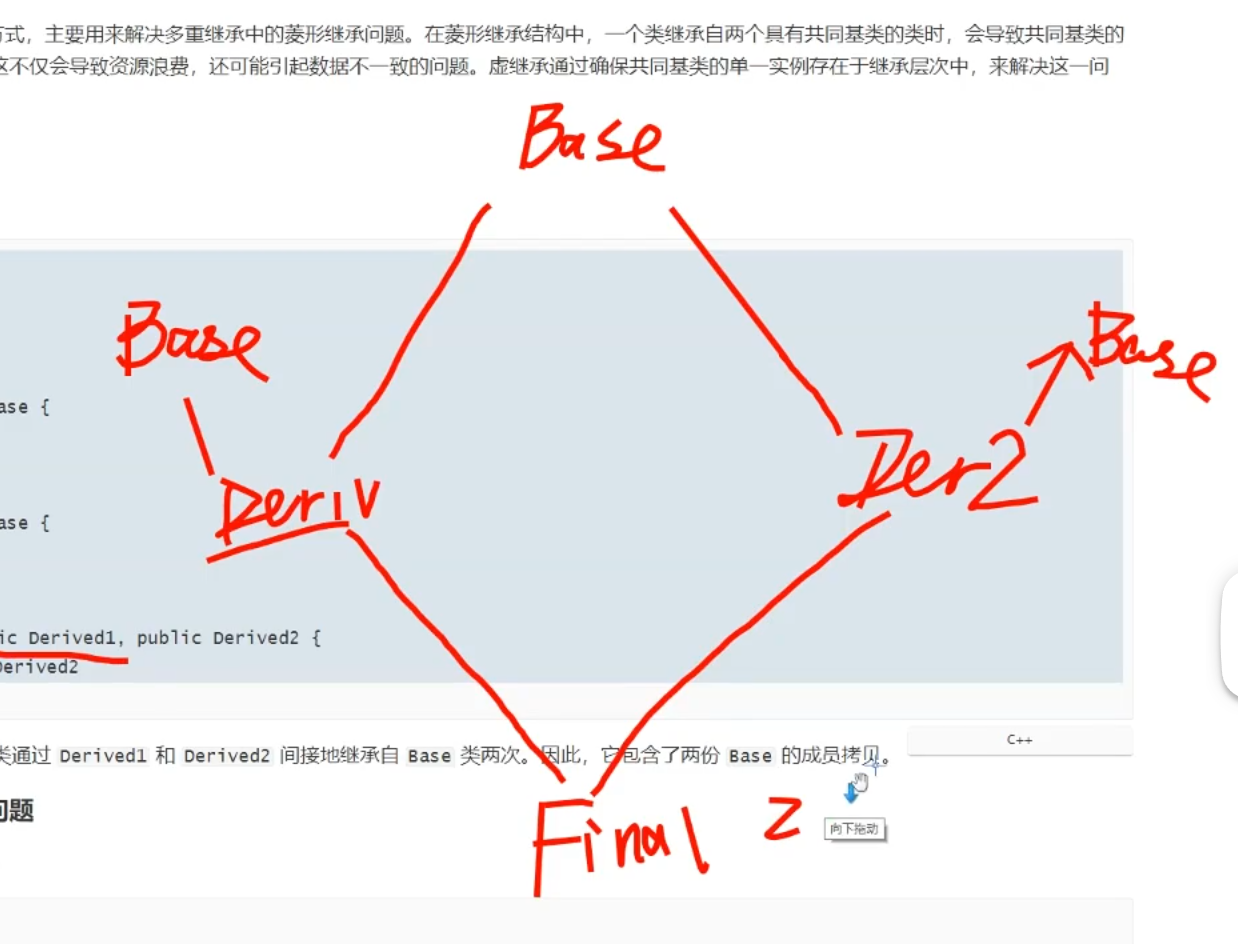 式，主要用来解决多重继承中的菱形继承问题。在菱形继承结构中，一个类继承自两个具有共同基类的类时，会导致共同基类的
这不仅会导致资源浪费，还可能引起数据不一致的问题。虚继承通过确保共同基类的单一实例存在于继承层次中，来解决这一问
Base
Base
Base
ase {
Deriv
Der2
ase {
ic Derived1, public Derived2 {
Derived2
类通过 Derived1 和 Derived2 间接地继承自 Base 类两次。因此，它包含了两份 Base 的成员拷贝。
C++
问题
Final 2
向下拖动